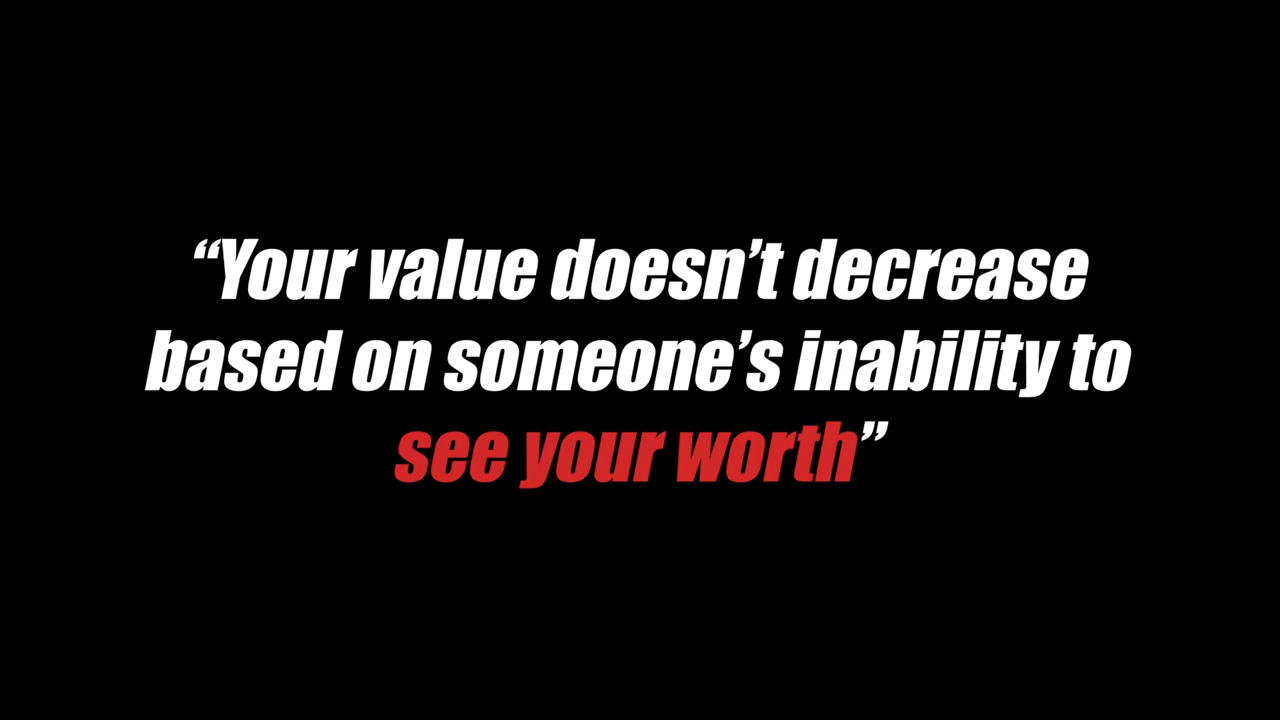 “Your value doesn’t decrease
based on someone’s inability to
see your worth”